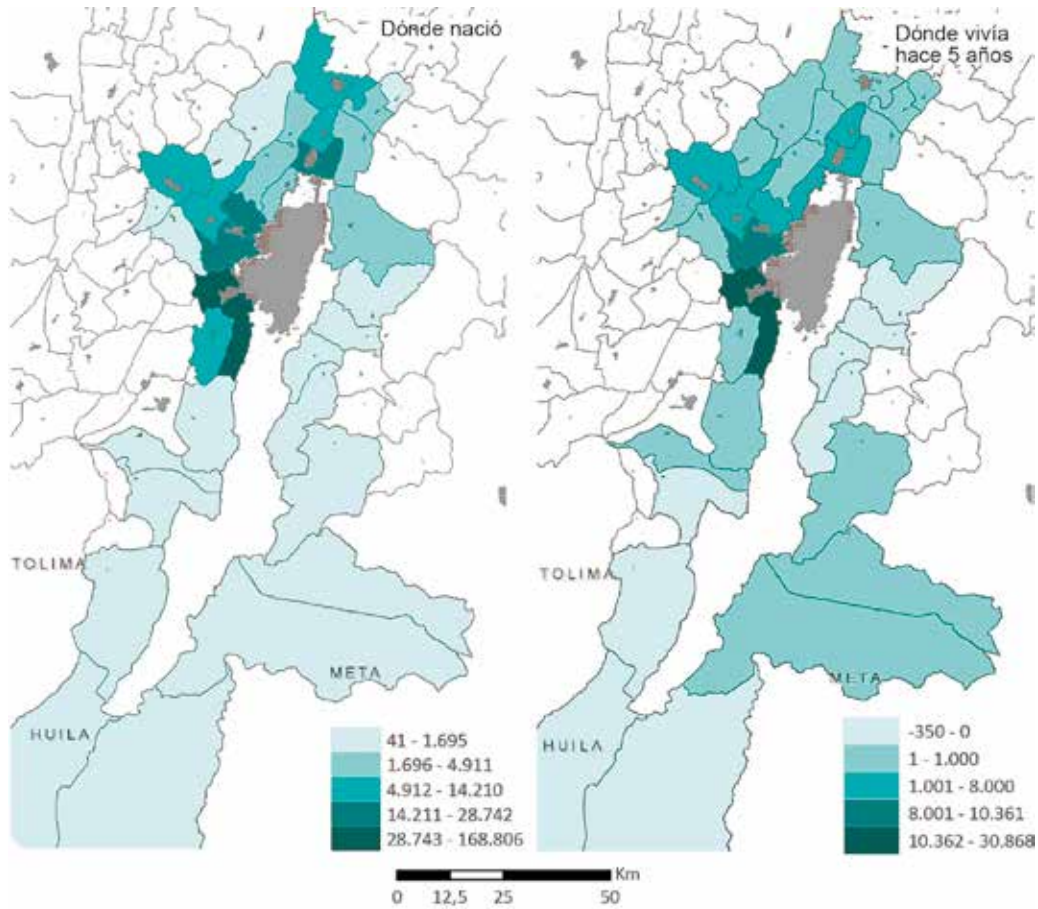 Dónde nació
TOLIMA
META
HUILA
41 - 1.695
1.696 - 4.911
4.912 - 14.210
14.211 - 28.742
28.743 - 168.806
Dónde vivía
hace 5 años
TOLIMA
META
HUILA
-350 - 0
1 - 1.000
1.001 - 8.000
8.001 - 10.361
10.362 - 30.868
Km
0 12,5 25 50